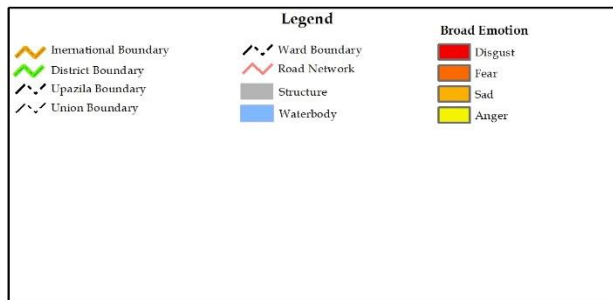 Legend
Inernational Boundary
District Boundary
Upazila Boundary
Union Boundary
Ward Boundary
Road Network
Structure
Waterbody
Broad Emotion
Disgust
Fear
Sad
Anger